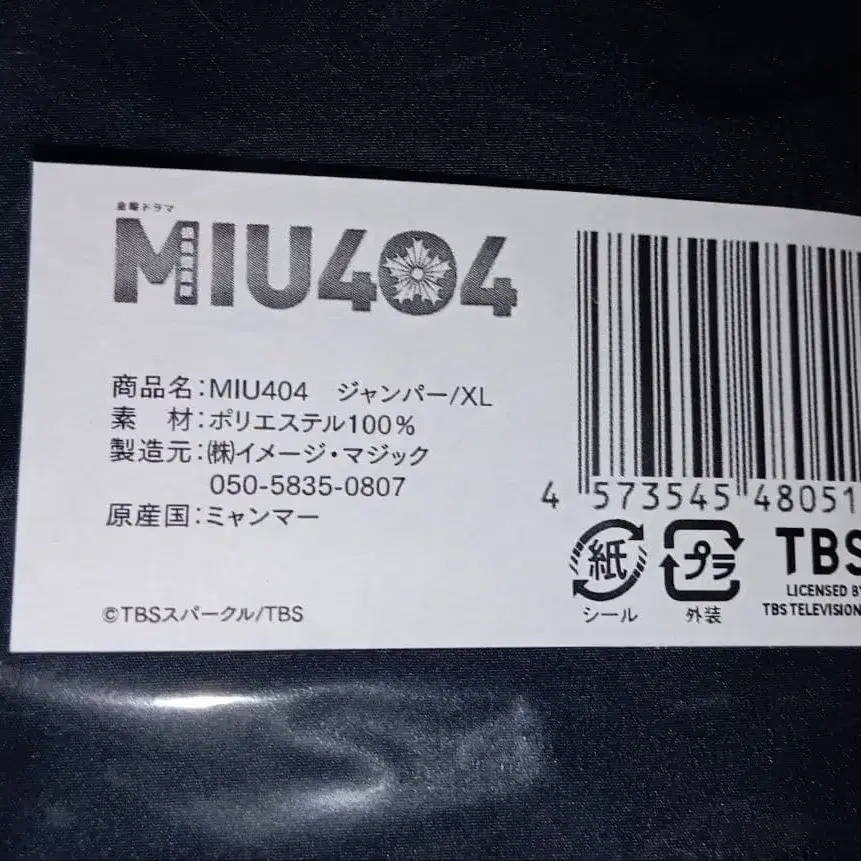 金曜ドラマ
MIU404
商品名:MIU404 ジャンパー/XL
素 材:ポリエステル100%
製造元:㈱イメージ・マジック
050-5835-0807
原産国:ミャンマー
©TBSスパークル/TBS
4 573545 48051
紙
シール
プラ
外装
TBS
LICENSED BY
TBS TELEVISION